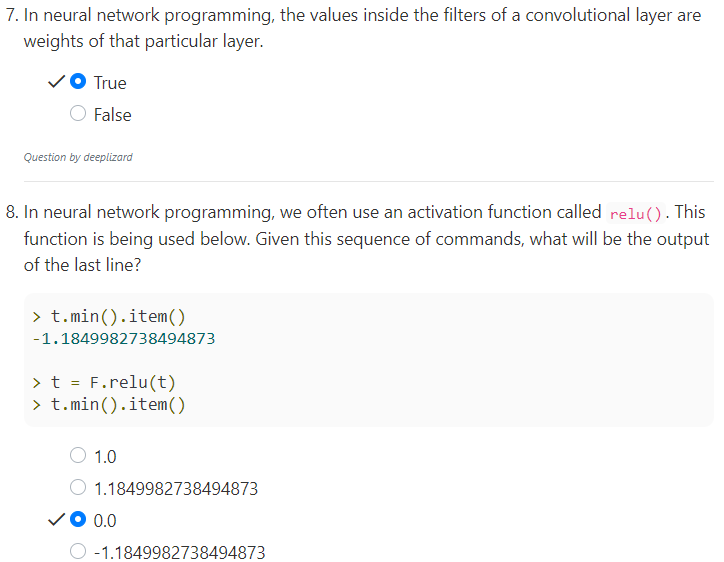 7. In neural network programming, the values inside the filters of a convolutional layer are
weights of that particular layer.
True
False
Question by deeplizard
8. In neural network programming, we often use an activation function called relu(). This
function is being used below. Given this sequence of commands, what will be the output
of the last line?
> t.min().item()
-1.1849982738494873
> t = F.relu(t)
> t.min().item()
1.0
1.1849982738494873
0.0
-1.1849982738494873